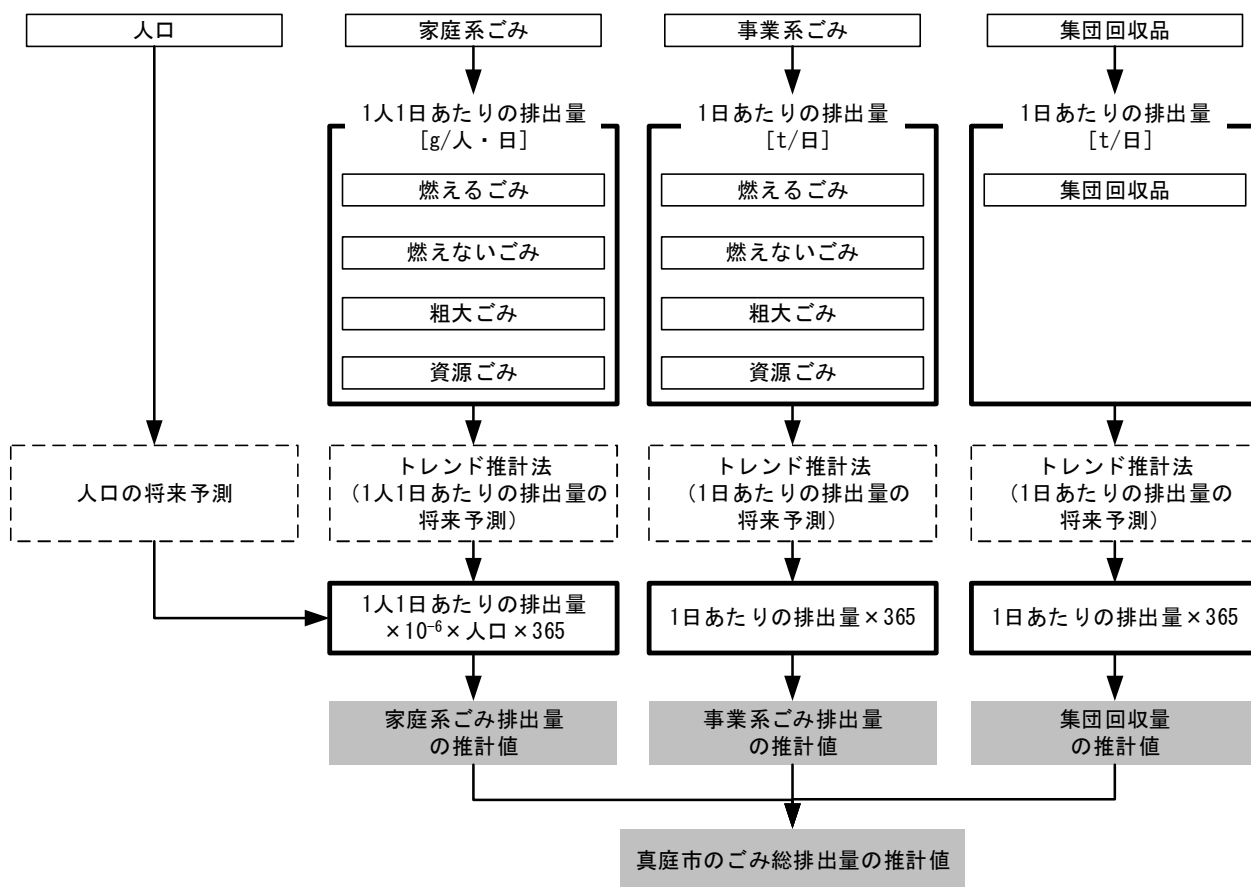 人口
家庭系ごみ
事業系ごみ
集団回収品
1人1日あたりの排出量
[g/人・日]
1日あたりの排出量
[t/日]
1日あたりの排出量
[t/日]
燃えるごみ
燃えるごみ
集団回収品
燃えないごみ
燃えないごみ
粗大ごみ
粗大ごみ
資源ごみ
資源ごみ
人口の将来予測
トレンド推計法
(1人1日あたりの排出量の
将来予測)
トレンド推計法
(1日あたりの排出量の
将来予測)
トレンド推計法
(1日あたりの排出量の
将来予測)
1人1日あたりの排出量
×10⁻⁶×人口×365
1日あたりの排出量×365
1日あたりの排出量×365
家庭系ごみ排出量
の推計値
事業系ごみ排出量
の推計値
集団回収量
の推計値
真庭市のごみ総排出量の推計値